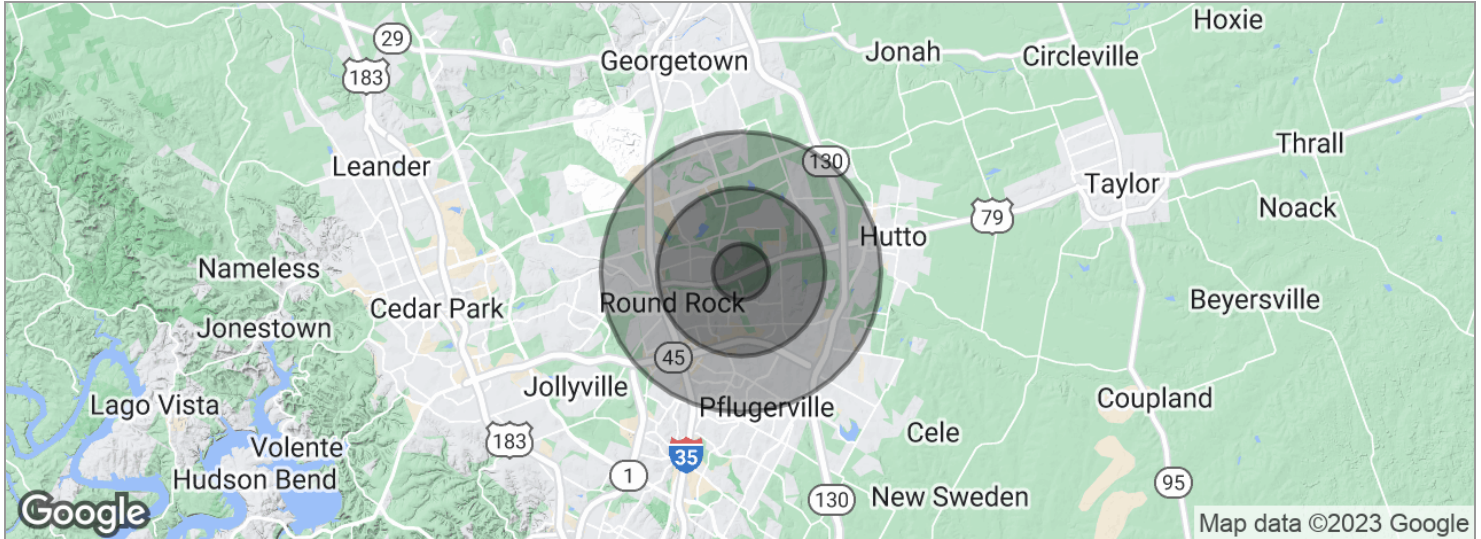 Hoxie
29
Georgetown
Jonah
Circleville
183
130
Thrall
Leander
Taylor
Noack
79
Hutto
Nameless
Round Rock
Beyersville
Cedar Park
Jonestown
45
Jollyville
Coupland
Lago Vista
Pflugerville
Cele
Volente
183
35
Hudson Bend
1
95
130
New Sweden
Google
Map data ©2023 Google